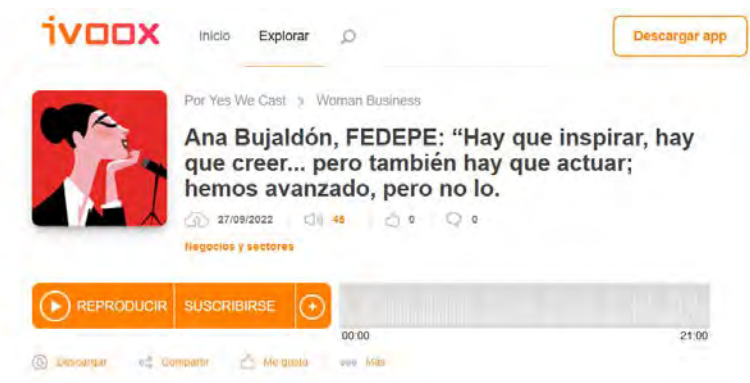 ivoox
Inicio Explorar
Descargar app
Por Yes We Cast > Woman Business
Ana Bujaldón, FEDEPE: “Hay que inspirar, hay
que creer... pero también hay que actuar;
hemos avanzado, pero no lo.
27/09/2022 45 0 0
Negocios y sectores
REPRODUCIR SUSCRIBIRSE
00:00 21:00
Descargar Compartir Me gusta Más